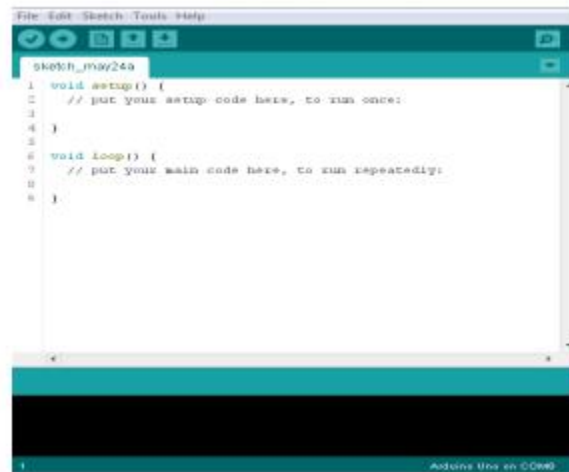 File Edit Sketch Tools Help
sketch_may24a
1 void setup() {
2 // put your setup code here, to run once:
3
4 }
5
6 void loop() {
7 // put your main code here, to run repeatedly:
8
9 }
1 Arduino Uno on